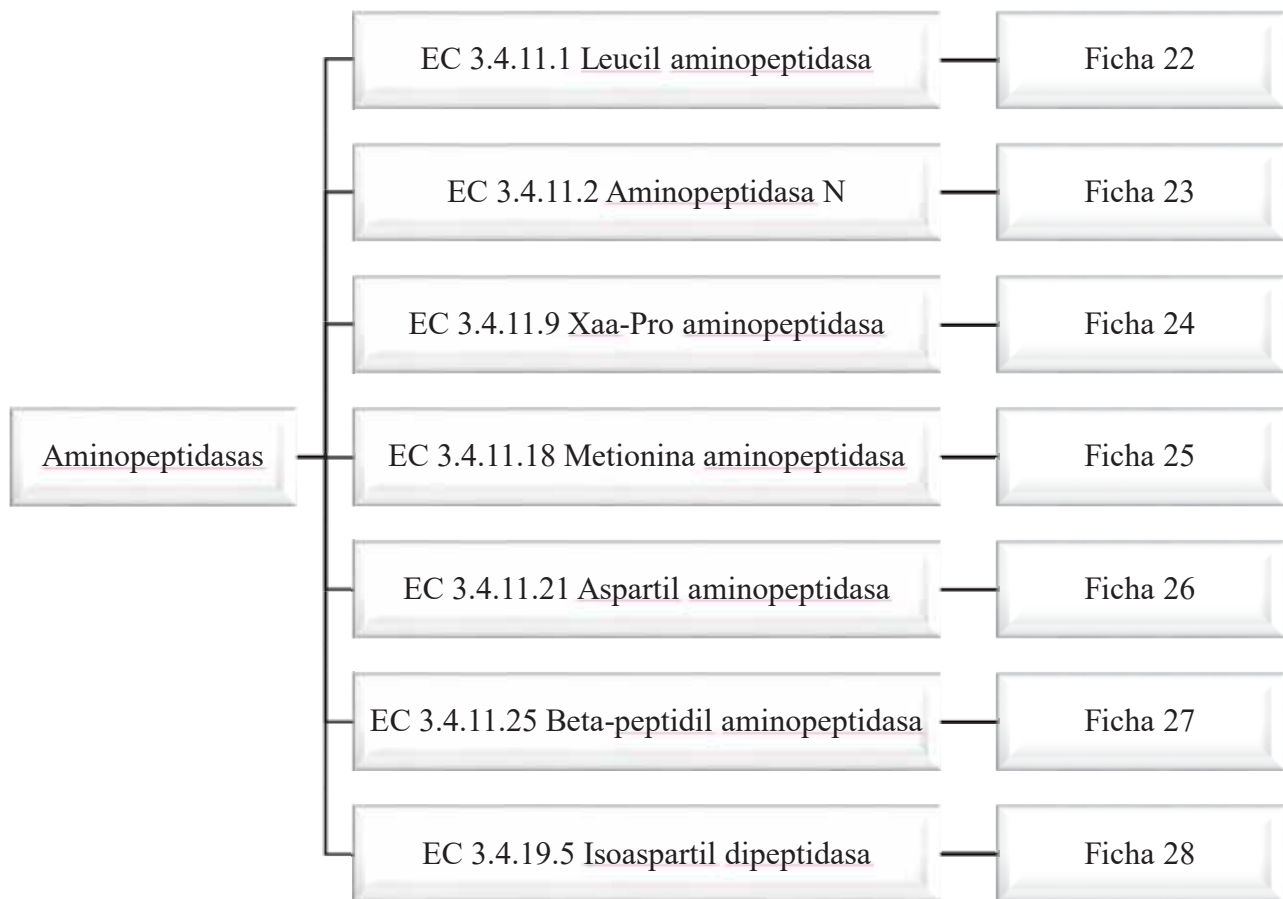 EC 3.4.11.1 Leucil aminopeptidasa
Ficha 22
EC 3.4.11.2 Aminopeptidasa N
Ficha 23
EC 3.4.11.9 Xaa-Pro aminopeptidasa
Ficha 24
Aminopeptidasas
EC 3.4.11.18 Metionina aminopeptidasa
Ficha 25
EC 3.4.11.21 Aspartil aminopeptidasa
Ficha 26
EC 3.4.11.25 Beta-peptidil aminopeptidasa
Ficha 27
EC 3.4.19.5 Isoaspartil dipeptidasa
Ficha 28